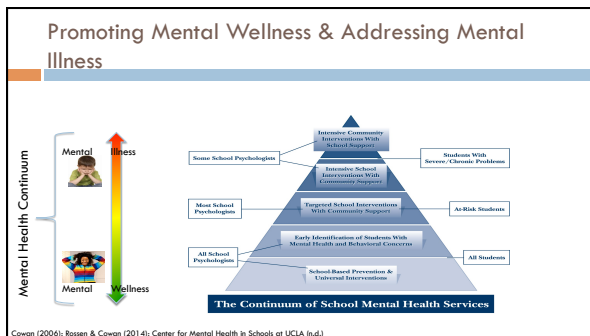 Promoting Mental Wellness & Addressing Mental
Illness
Mental Health Continuum
Mental Illness
Mental Wellness
Intensive Community
Interventions With
School Support
Some School Psychologists
Students With
Severe/Chronic Problems
Intensive School
Interventions With
Community Support
Most School
Psychologists
Targeted School Interventions
With Community Support
At-Risk Students
Early Identification of Students With
Mental Health and Behavioral Concerns
All School
Psychologists
All Students
School-Based Prevention &
Universal Interventions
The Continuum of School Mental Health Services
Cowan (2006); Rossen & Cowan (2014); Center for Mental Health in Schools at UCLA (n.d.)